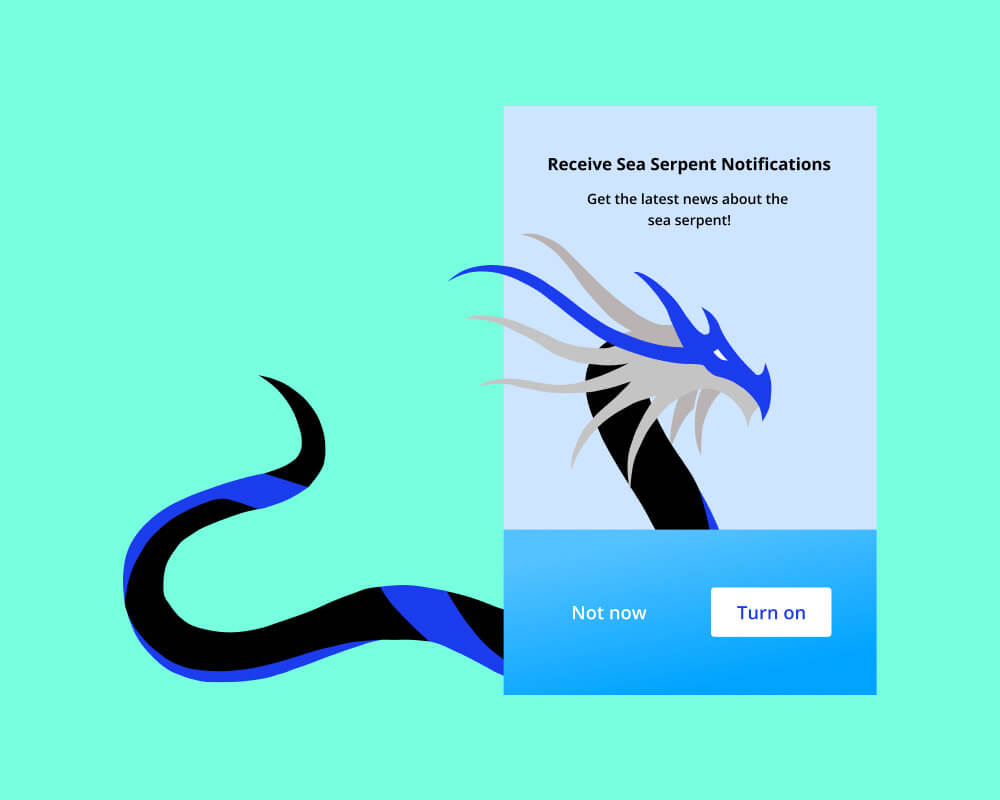 Receive Sea Serpent Notifications
Get the latest news about the
sea serpent!
Not now
Turn on